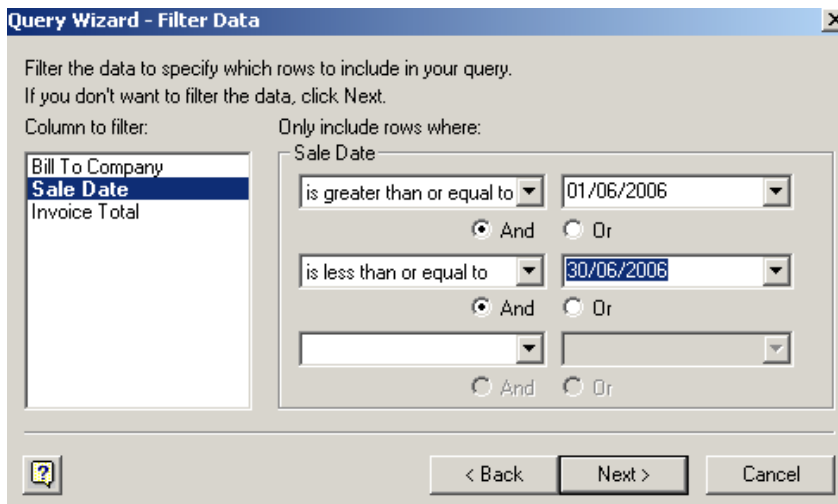 Query Wizard - Filter Data
Filter the data to specify which rows to include in your query.
If you don't want to filter the data, click Next.
Column to filter:
Only include rows where:
Bill To Company
Sale Date
Invoice Total
Sale Date
is greater than or equal to 01/06/2006
And Or
is less than or equal to 30/06/2006
And Or
And Or
? < Back Next > Cancel